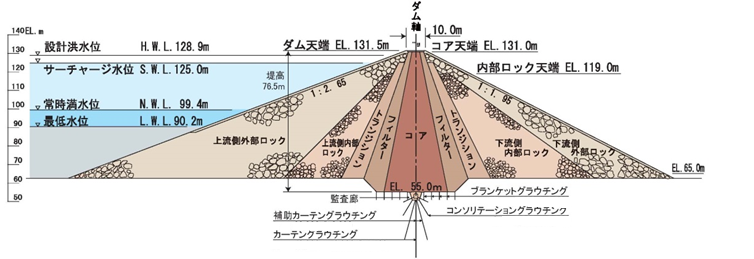 140 EL. m
130
120
110
100
90
80
70
60
50
ダム軸
10.0m
設計洪水位 H. W. L. 128.9m
ダム天端 EL. 131.5m
コア天端 EL. 131.0m
サーチャージ水位 S. W. L. 125.0m
内部ロック天端 EL. 119.0m
堤高
76.5m
1:2. 65
1:1. 95
常時満水位 N. W. L. 99.4m
最低水位 L. W. L. 90.2m
上流側外部ロック
上流側内部
ロック
トランジション
フィルター
コア
フィルター
トランジション
下流側
内部ロック
下流側
外部ロック
EL. 65.0m
EL. 55.0m
監査廊
ブランケットグラウチング
補助カーテングラウチング
コンソリテーショングラウチング
カーテングラウチング